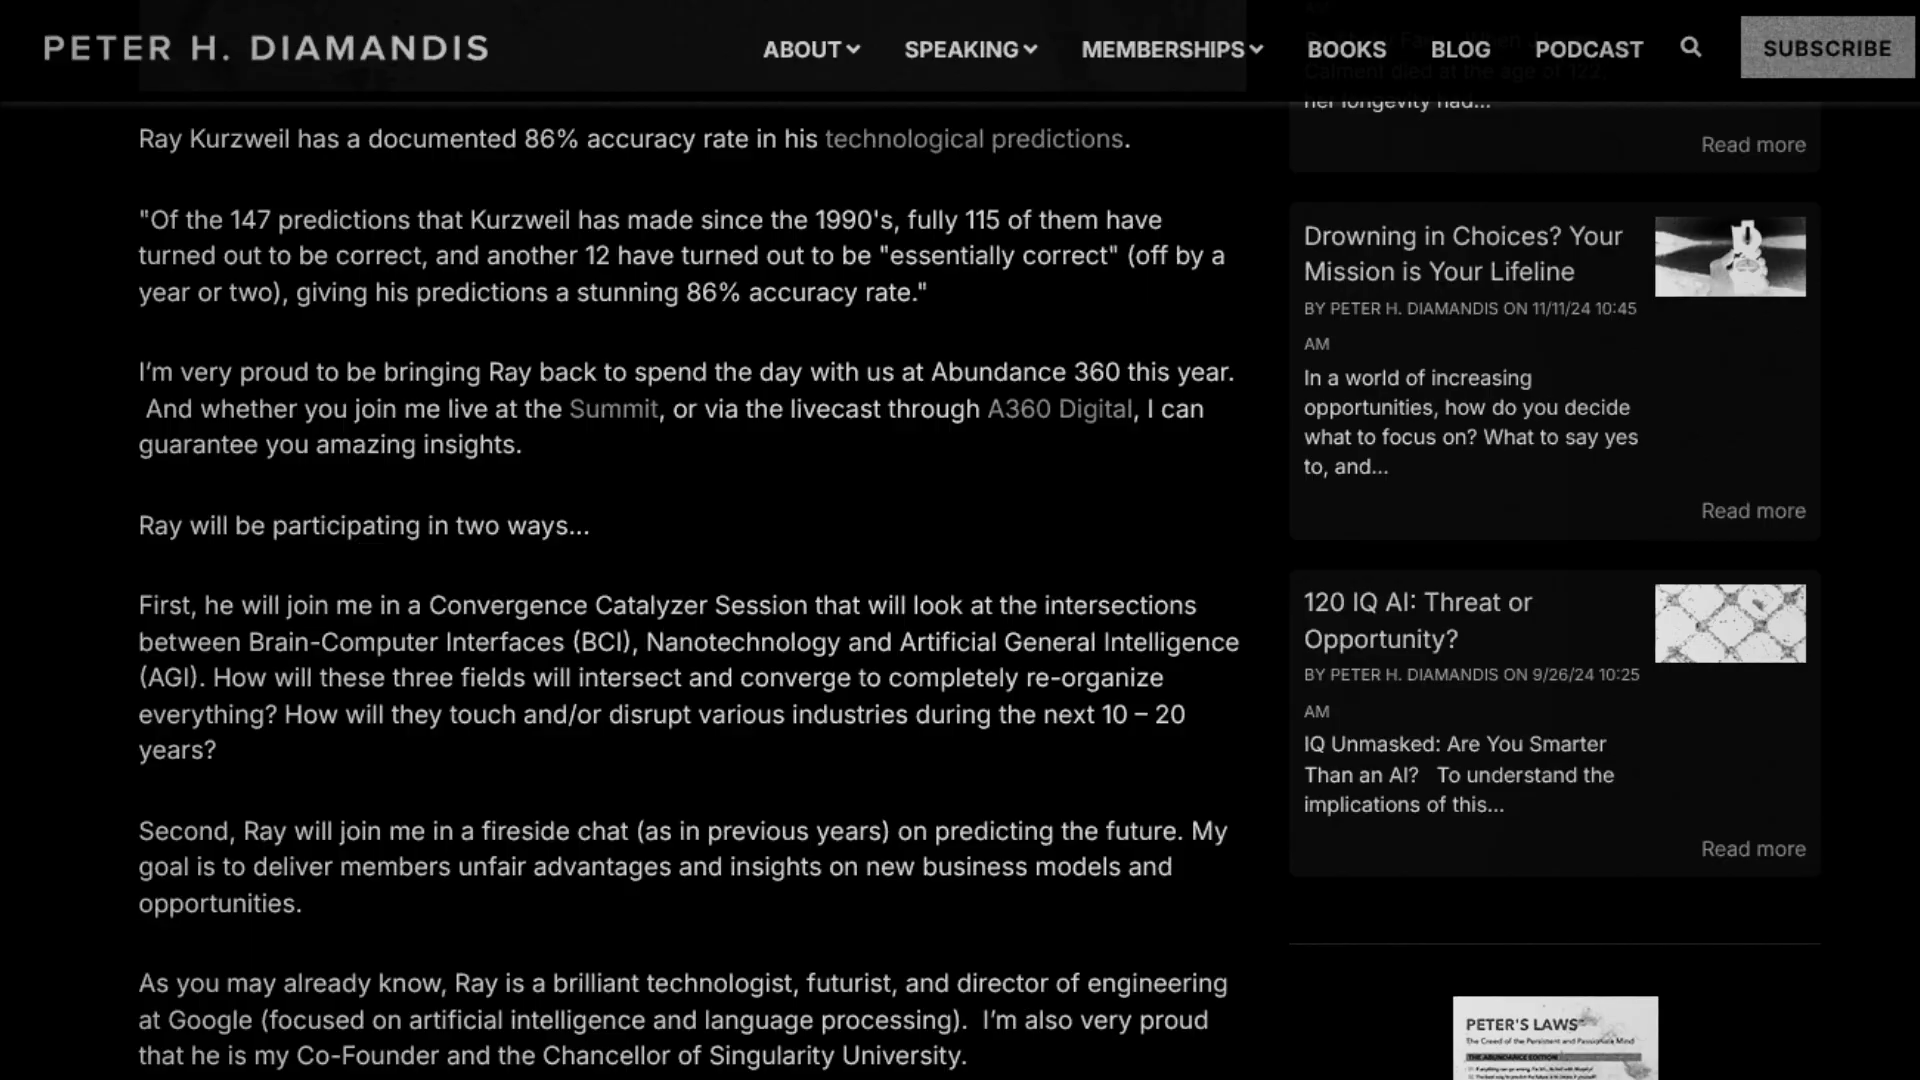 PETER H. DIAMANDIS
ABOUT
SPEAKING
MEMBERSHIPS
BOOKS
BLOG
PODCAST
SUBSCRIBE
Ray Kurzweil has a documented 86% accuracy rate in his technological predictions.
"Of the 147 predictions that Kurzweil has made since the 1990's, fully 115 of them have
turned out to be correct, and another 12 have turned out to be "essentially correct" (off by a
year or two), giving his predictions a stunning 86% accuracy rate."
I'm very proud to be bringing Ray back to spend the day with us at Abundance 360 this year.
And whether you join me live at the Summit, or via the livecast through A360 Digital, I can
guarantee you amazing insights.
Ray will be participating in two ways...
First, he will join me in a Convergence Catalyzer Session that will look at the intersections
between Brain-Computer Interfaces (BCI), Nanotechnology and Artificial General Intelligence
(AGI). How will these three fields will intersect and converge to completely re-organize
everything? How will they touch and/or disrupt various industries during the next 10 – 20
years?
Second, Ray will join me in a fireside chat (as in previous years) on predicting the future. My
goal is to deliver members unfair advantages and insights on new business models and
opportunities.
As you may already know, Ray is a brilliant technologist, futurist, and director of engineering
at Google (focused on artificial intelligence and language processing).  I'm also very proud
that he is my Co-Founder and the Chancellor of Singularity University.
Calment died at the age of 122,
her longevity had...
Read more
Drowning in Choices? Your
Mission is Your Lifeline
BY PETER H. DIAMANDIS ON 11/11/24 10:45
AM
In a world of increasing
opportunities, how do you decide
what to focus on? What to say yes
to, and...
Read more
120 IQ AI: Threat or
Opportunity?
BY PETER H. DIAMANDIS ON 9/26/24 10:25
AM
IQ Unmasked: Are You Smarter
Than an AI?   To understand the
implications of this...
Read more
PETER'S LAWS
The Creed of the Persistent and Passionate Mind
THE ABUNDANCE EDITION